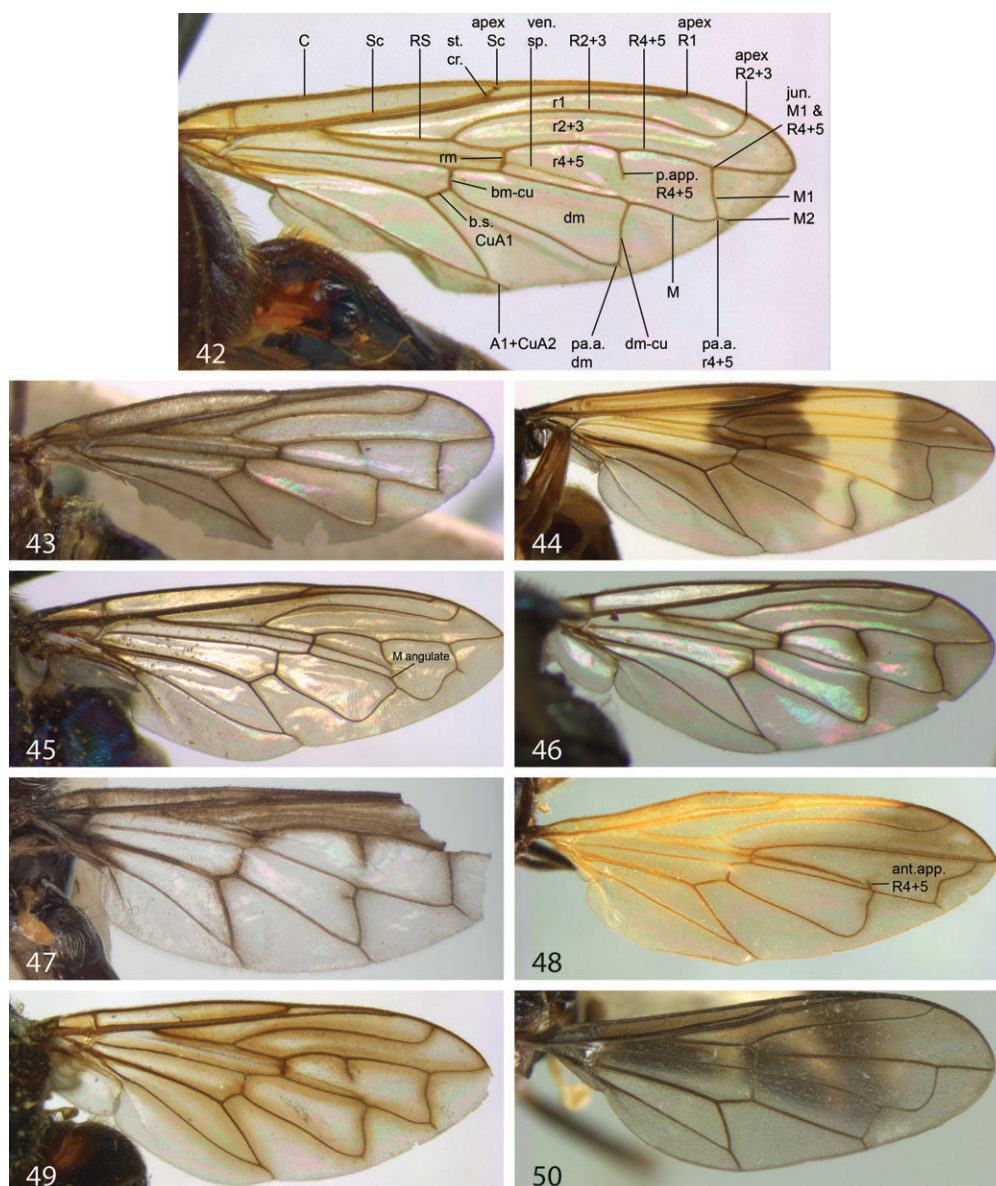 apex ven. apex
C Sc RS st. Sc sp. R2+3 R4+5 R1 apex
cr. R2+3
r1 jun.
r2+3 M1 &
R4+5
rm r4+5
p.app.
R4+5
bm-cu M1
b.s. dm M2
CuA1
M
A1+CuA2 pa.a. dm-cu pa.a.
dm r4+5
42
43
44
M angulate
45
46
47
ant.app.
R4+5
48
49
50